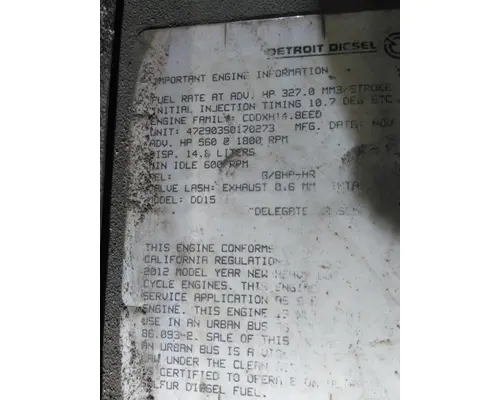 DETROIT DIESEL
IMPORTANT ENGINE INFORMATION
FUEL RATE AT ADV. HP 327.0 MM3/STROKE
INITIAL INJECTION TIMING 10.7 DEG BTC
ENGINE FAMILY: CDDXH14.8EED
UNIT: 472903S0170273 MFG. DATE: NOV
ADV. HP 560 @ 1800 RPM
DISP. 14.8 LITERS
MIN IDLE 600 RPM
G/BHP-HR
VALVE LASH: EXHAUST 0.6 MM
MODEL: DD15
DELEGATE
THIS ENGINE CONFORMS
CALIFORNIA REGULATION
2012 MODEL YEAR NEW
CYCLE ENGINES. THIS ENGINE
SERVICE APPLICATION AS
ENGINE. THIS ENGINE IS
USE IN AN URBAN BUS
86.093-2. SALE OF THIS
AN URBAN BUS IS A
LAW UNDER THE CLEAN
IS CERTIFIED TO OPERATE ON
SULFUR DIESEL FUEL.